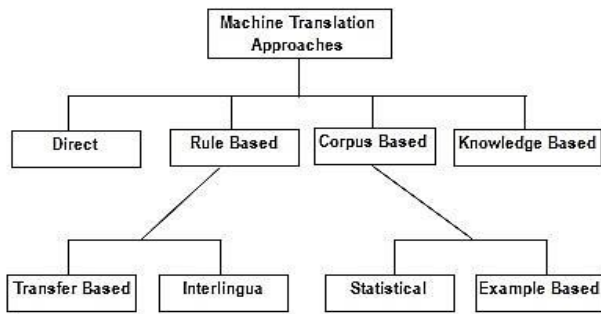 Machine Translation
Approaches
Direct
Rule Based
Corpus Based
Knowledge Based
Transfer Based
Interlingua
Statistical
Example Based